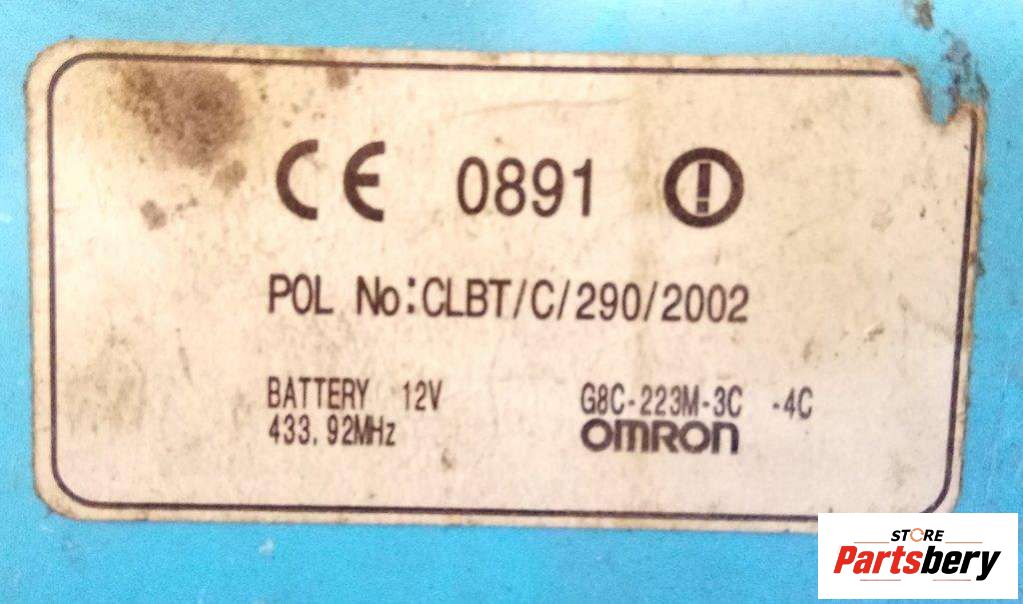 CE 0891
POL No:CLBT/C/290/2002
BATTERY 12V
433.92MHz
G8C-223M-3C -4C
OMRON
STORE
Partsbery